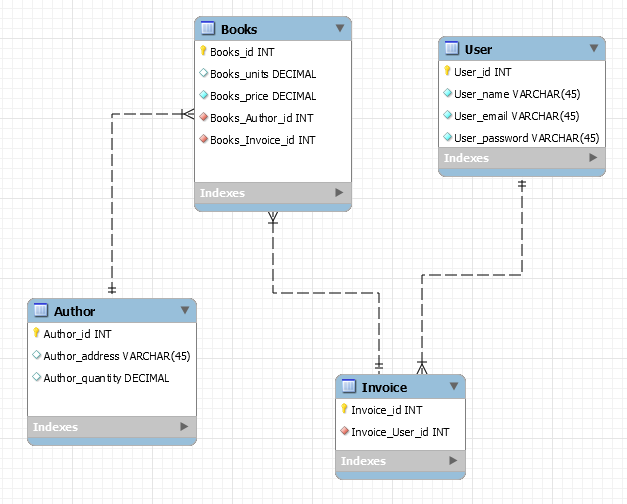 Books
Books_id INT
Books_units DECIMAL
Books_price DECIMAL
Books_Author_id INT
Books_Invoice_id INT
Indexes
User
User_id INT
User_name VARCHAR(45)
User_email VARCHAR(45)
User_password VARCHAR(45)
Indexes
Author
Author_id INT
Author_address VARCHAR(45)
Author_quantity DECIMAL
Indexes
Invoice
Invoice_id INT
Invoice_User_id INT
Indexes